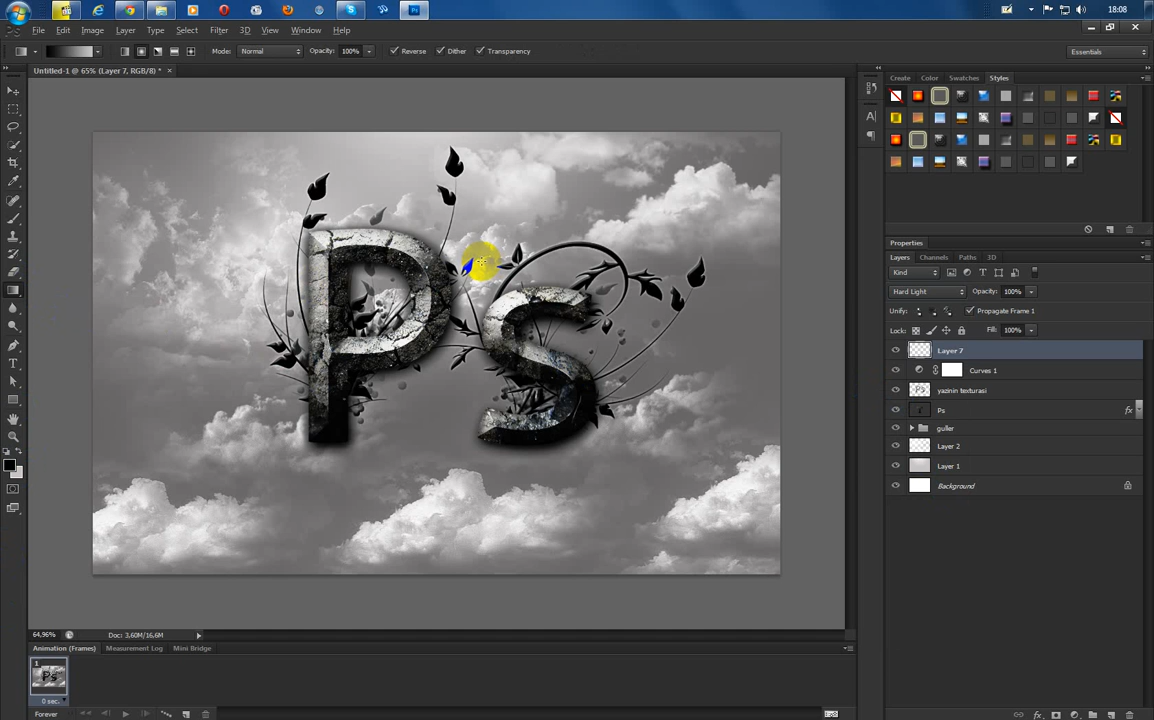 18:08
File Edit Image Layer Type Select Filter 3D View Window Help
Mode: Normal Opacity: 100% Reverse Dither Transparency Essentials
Untitled-1 @ 65% (Layer 7, RGB/8) * ×
Create Color Swatches Styles
Ps
Properties
Layers Channels Paths 3D
Kind
Hard Light Opacity: 100%
Unify: Propagate Frame 1
Lock: Fill: 100%
Layer 7
Curves 1
yazinin texturasi
Ps fx
guller
Layer 2
Layer 1
Background
64,96% Doc: 3,60M/16,6M
Animation (Frames) Measurement Log Mini Bridge
1
0 sec.
Forever